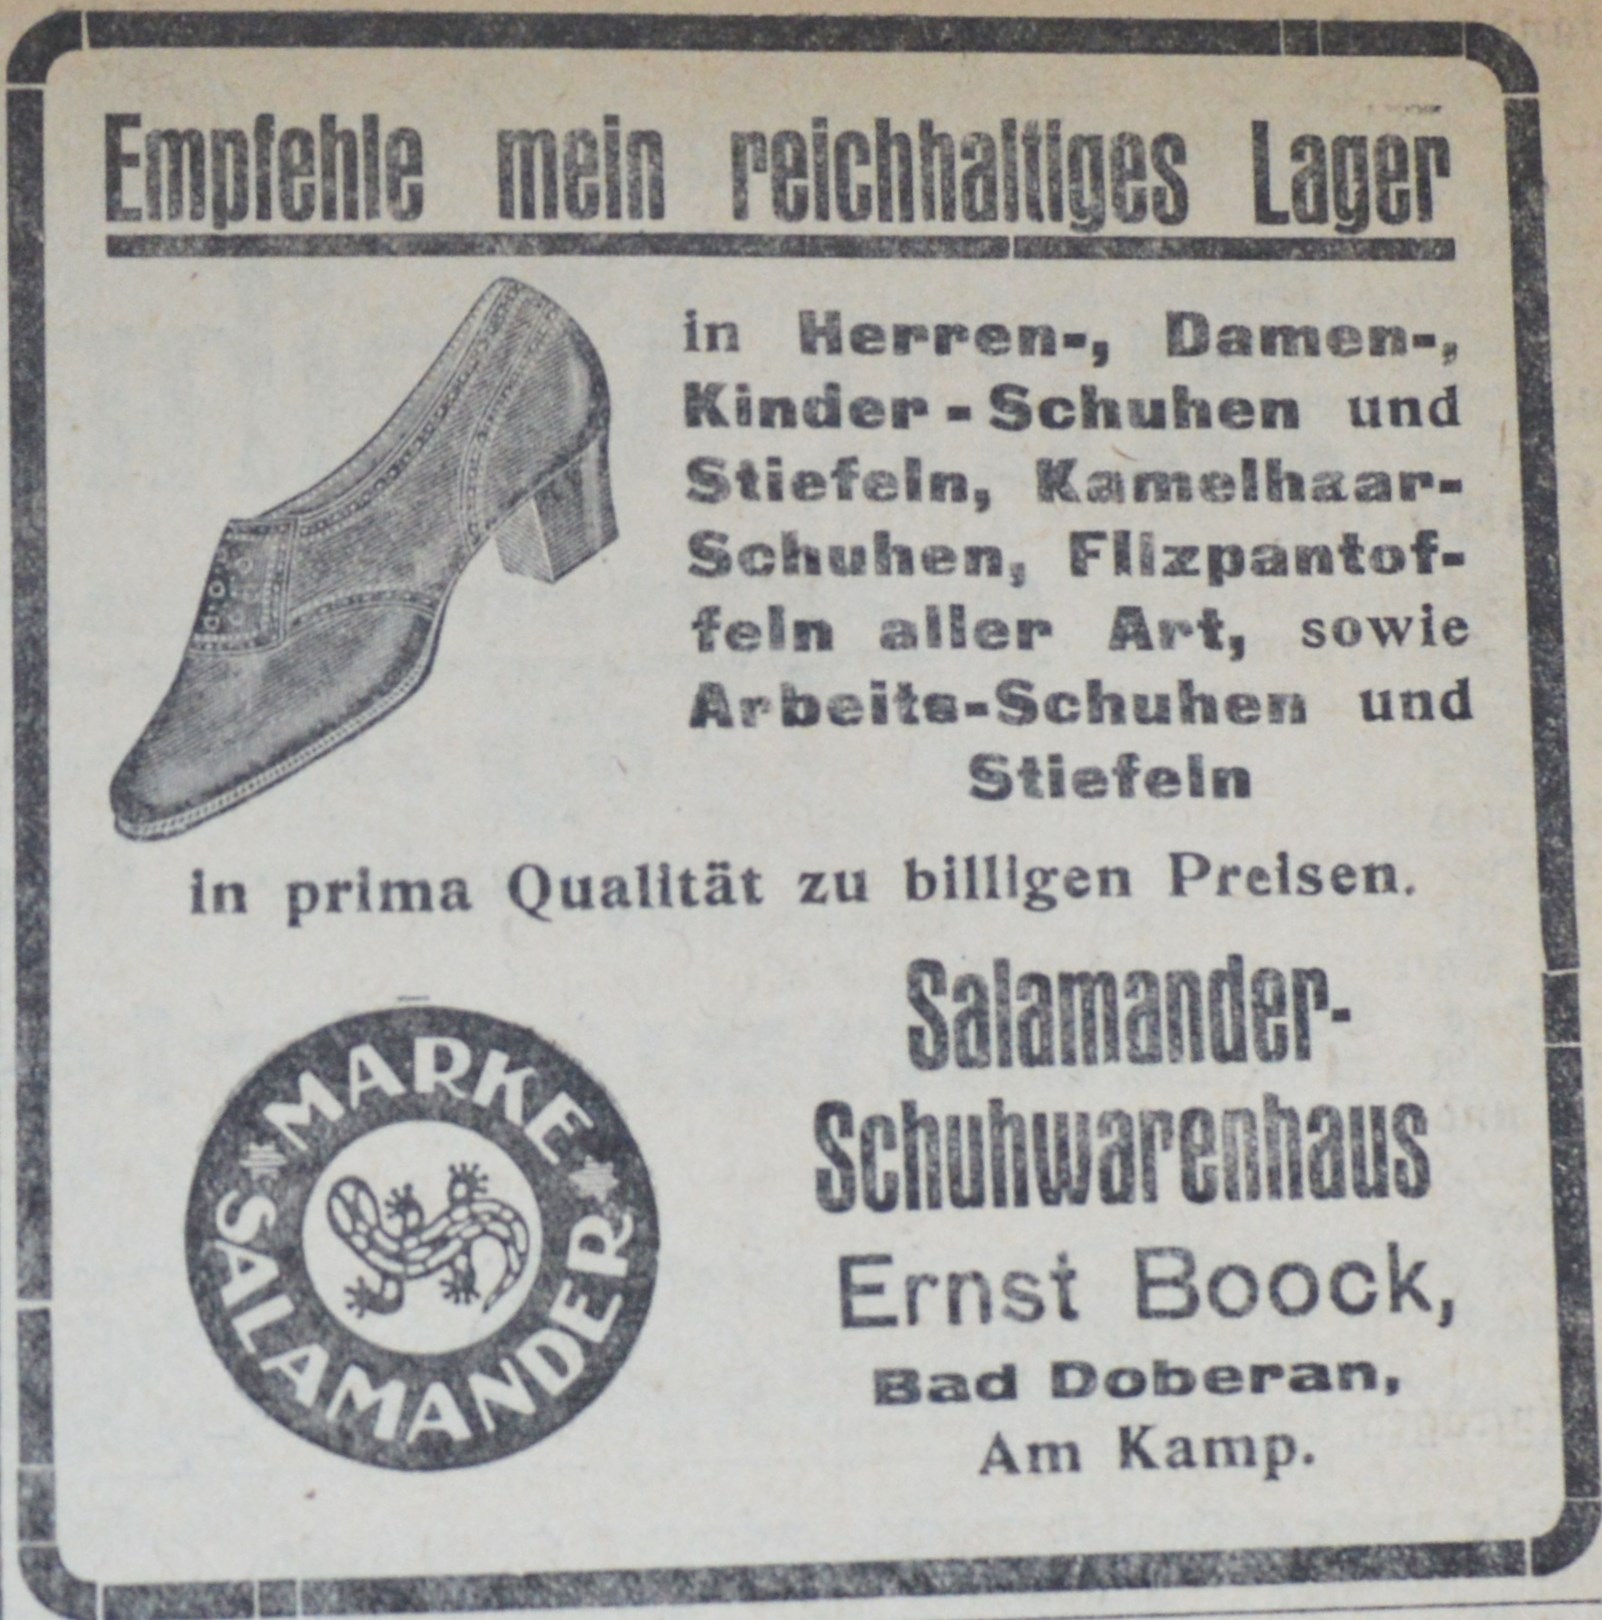 Empfehle mein reichhaltiges Lager
in Herren-, Damen-,
Kinder-Schuhen und
Stiefeln, Kamelhaar-
Schuhen, Filzpantof-
feln aller Art, sowie
Arbeits-Schuhen und
Stiefeln
in prima Qualität zu billigen Preisen.
MARKE
SALAMANDER
Salamander-
Schuhwarenhaus
Ernst Boock,
Bad Doberan,
Am Kamp.